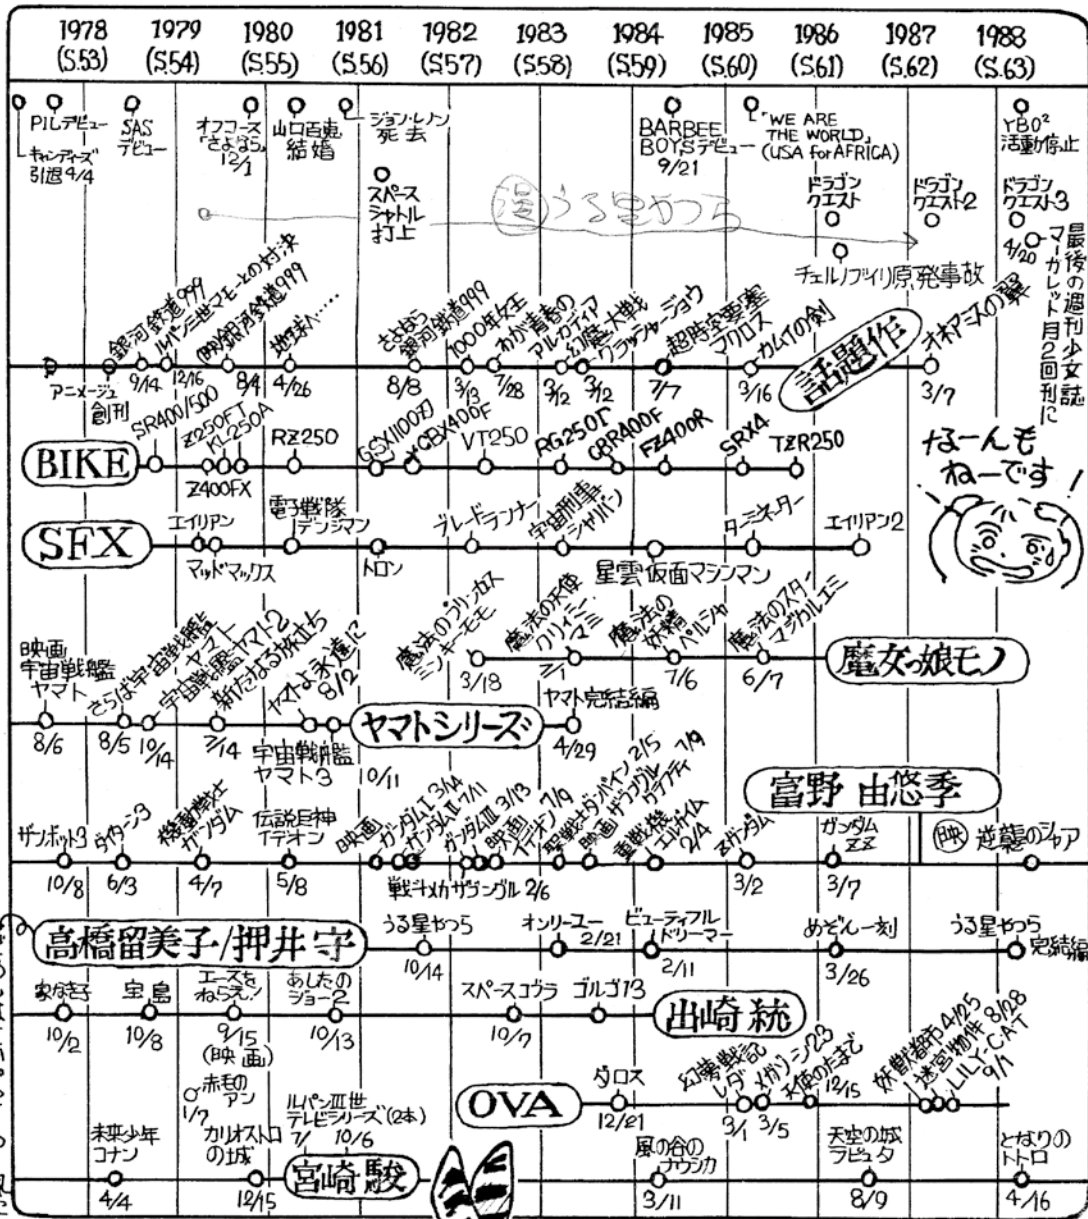 1978 1979 1980 1981 1982 1983 1984 1985 1986 1987 1988
(S.53) (S.54) (S.55) (S.56) (S.57) (S.58) (S.59) (S.60) (S.61) (S.62) (S.63)
PILデビュー
キャンディーズ
引退 4/4
SAS
デビュー
オフコース
「さよなら」
12/1
山口百恵
結婚
ジョン・レノン
死去
スペース
シャトル
打上
BARBEE
BOYSデビュー
9/21
"WE ARE
THE WORLD"
(USA for AFRICA)
YBO²
活動停止
ドラゴン
クエスト
ドラゴン
クエスト2
ドラゴン
クエスト3
漫 うる星やつら
チェルノブイリ原発事故
4/20
最後の週刊少女誌
マーガレット月2回刊に
アニメージュ
創刊
銀河鉄道999
9/14
ルパン三世マモーとの対決
12/16
(映)銀河鉄道999
8/4
地球へ……
4/26
さよなら
銀河鉄道999
8/8
1000年女王
3/13
わが青春の
アルカディア
7/28
幻魔大戦
3/12
クラッシャージョウ
3/12
超時空要塞
マクロス
7/7
カムイの剣
3/16
話題作
オネアミスの翼
3/7
BIKE
SR400/500
Z250FT
KL250A
Z400FX
RZ250
GSX1100刀
CBX400F
VT250
RG250Γ
CBR400F
FZ400R
SRX4
TZR250
なーんも
ねーです!
SFX
エイリアン
マッドマックス
電子戦隊
デンジマン
トロン
ブレードランナー
宇宙刑事
シャリバン
星雲仮面マシンマン
ターミネーター
エイリアン2
魔法のプリンセス
ミンキーモモ
3/18
魔法の天使
クリィミー・
マミ
魔法の
妖精
ペルシャ
7/6
魔法のスター
マジカルエミ
6/7
魔女っ娘モノ
映画
宇宙戦艦
ヤマト
8/6
さらば宇宙戦艦
ヤマト
8/5
宇宙戦艦ヤマト2
10/14
新たなる旅立ち
7/14
ヤマトよ永遠に
8/2
宇宙戦艦
ヤマト3
10/11
ヤマトシリーズ
ヤマト完結編
4/29
富野 由悠季
ザンボット3
10/8
ダイターン3
6/3
機動戦士
ガンダム
4/7
伝説巨神
イデオン
5/8
映画
ガンダムI 3/14
ガンダムII 7/11
ガンダムIII 3/13
戦斗メカ ザブングル 2/6
映画
イデオン 7/9
聖戦士ダンバイン 2/5
映画 ザブングル
グラフティ 7/9
重戦機
エルガイム
2/4
Zガンダム
3/2
ガンダム
ZZ
3/7
(映) 逆襲のシャア
高橋留美子/押井守
うる星やつら
10/14
オンリーユー
2/21
ビューティフル
ドリーマー
2/11
めぞん一刻
3/26
うる星やつら
完結編
家なき子
10/2
宝島
10/8
エースを
ねらえ!
9/15
(映画)
あしたの
ジョー2
10/13
スペースコブラ
10/7
ゴルゴ13
出崎 統
OVA
ダロス
12/21
幻夢戦記
レダ
3/1
メガゾーン23
3/5
天使のたまご
12/15
妖獣都市 4/25
迷宮物件 8/28
LILY-C.A.T
9/1
未来少年
コナン
4/4
赤毛の
アン
1/7
カリオストロ
の城
12/15
ルパンIII世
テレビシリーズ(2本)
7/ 10/6
宮崎 駿
風の谷の
ナウシカ
3/11
天空の城
ラピュタ
8/9
となりの
トトロ
4/16